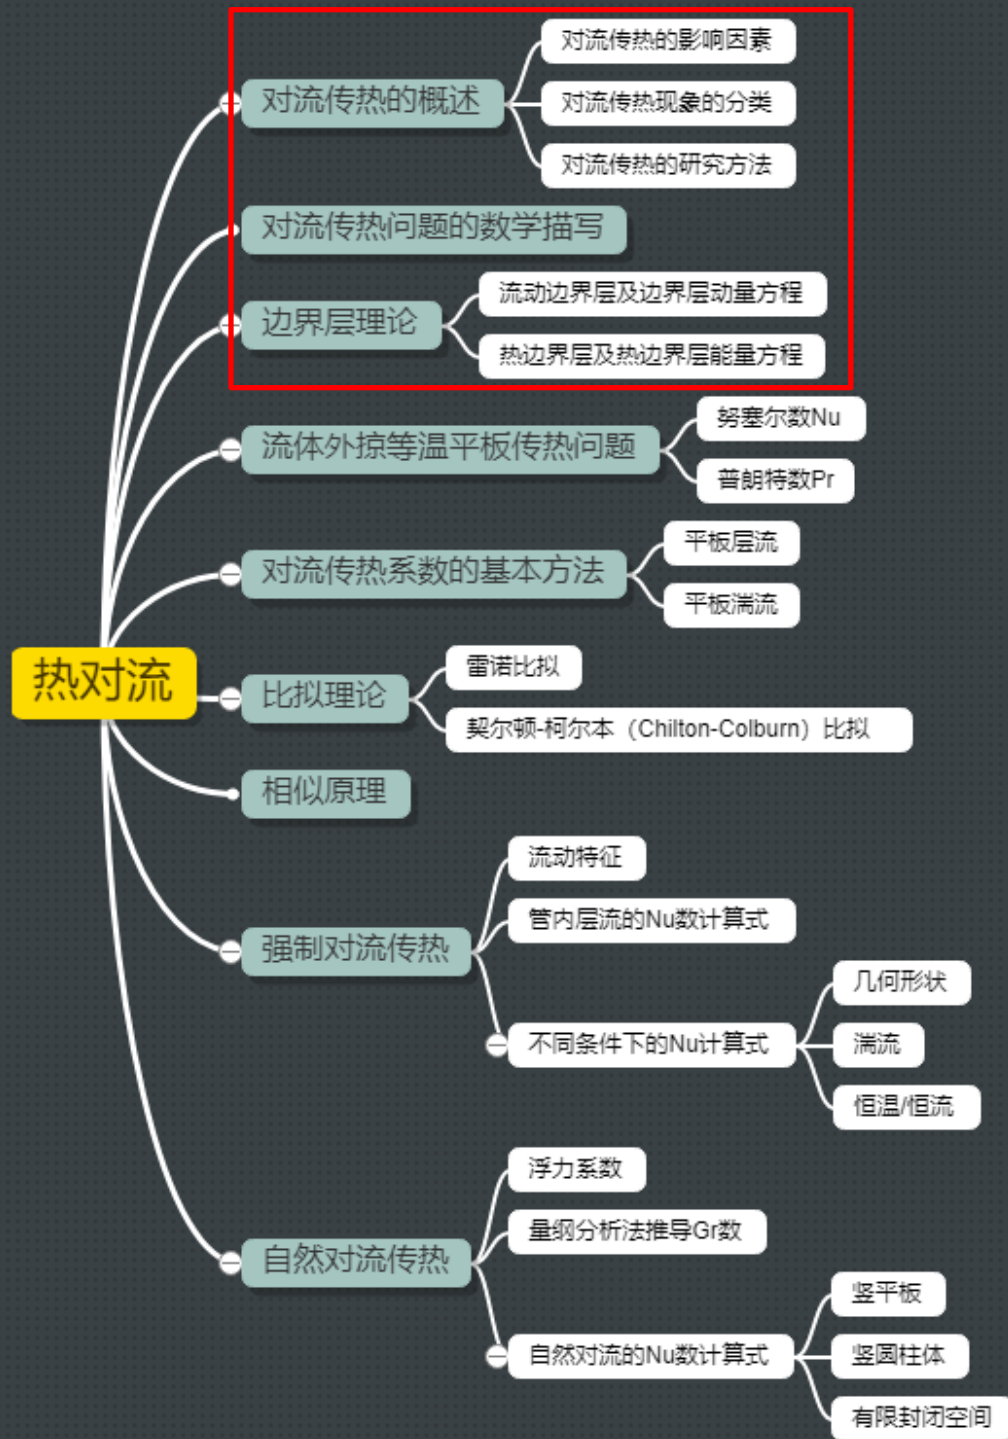 对流传热的影响因素
对流传热的概述
对流传热现象的分类
对流传热的研究方法
对流传热问题的数学描写
流动边界层及边界层动量方程
边界层理论
热边界层及热边界层能量方程
努塞尔数Nu
流体外掠等温平板传热问题
普朗特数Pr
平板层流
对流传热系数的基本方法
平板湍流
热对流
雷诺比拟
比拟理论
契尔顿-柯尔本（Chilton-Colburn）比拟
相似原理
流动特征
管内层流的Nu数计算式
强制对流传热
几何形状
不同条件下的Nu计算式
湍流
恒温/恒流
浮力系数
量纲分析法推导Gr数
自然对流传热
竖平板
自然对流的Nu数计算式
竖圆柱体
有限封闭空间